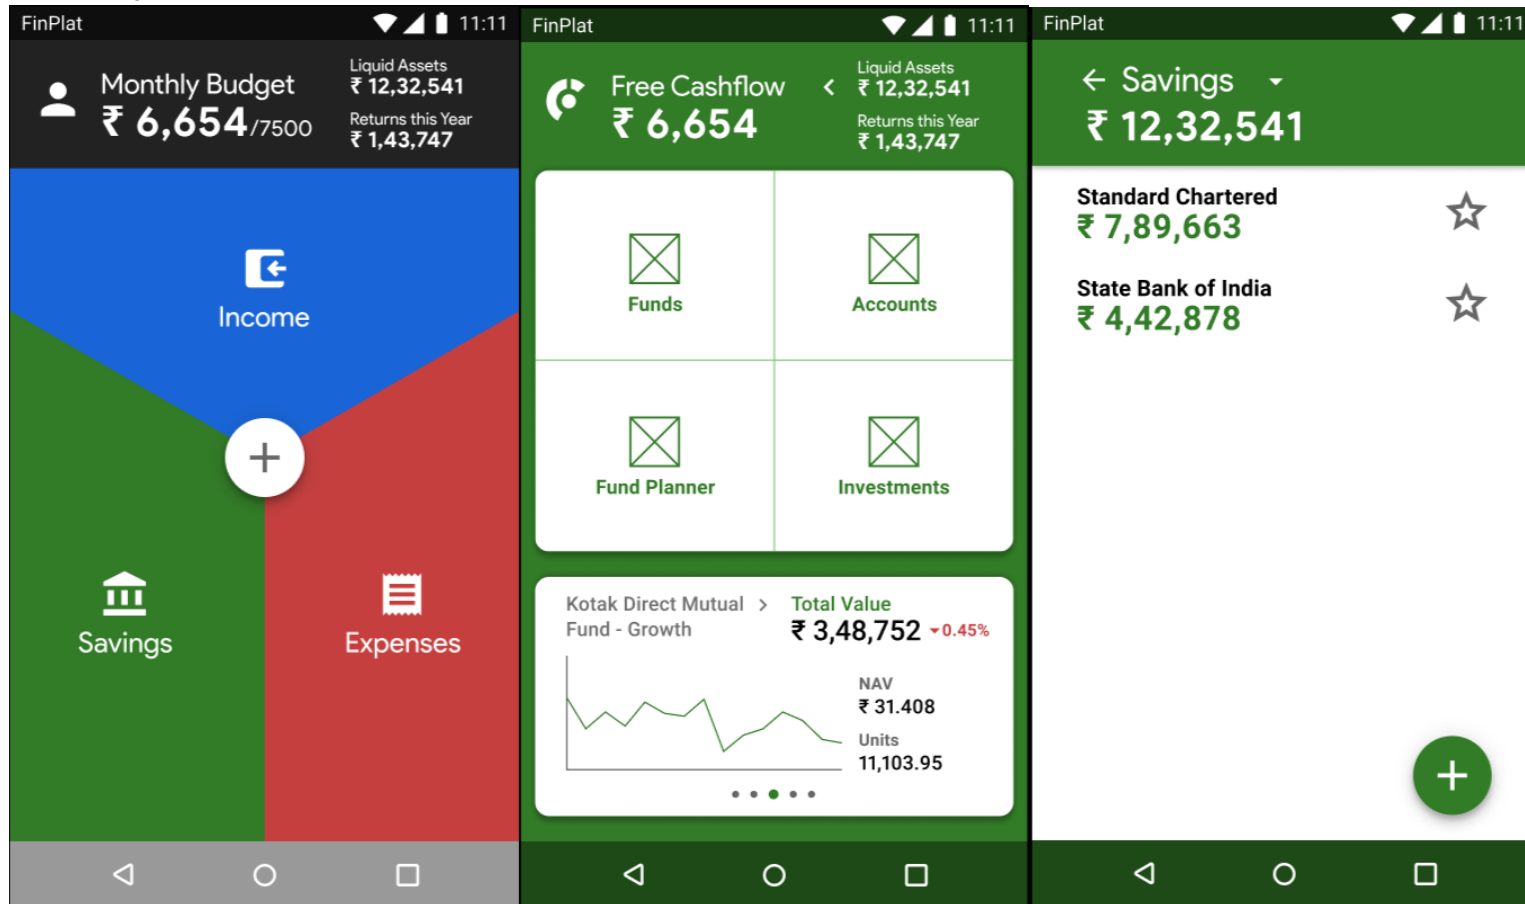 FinPlat 11:11
Monthly Budget
₹ 6,654/7500
Liquid Assets
₹ 12,32,541
Returns this Year
₹ 1,43,747
Income
Savings
Expenses
FinPlat 11:11
Free Cashflow
₹ 6,654
Liquid Assets
₹ 12,32,541
Returns this Year
₹ 1,43,747
Funds
Accounts
Fund Planner
Investments
Kotak Direct Mutual
Fund - Growth
Total Value
₹ 3,48,752 0.45%
NAV
₹ 31.408
Units
11,103.95
FinPlat 11:11
Savings
₹ 12,32,541
Standard Chartered
₹ 7,89,663
State Bank of India
₹ 4,42,878